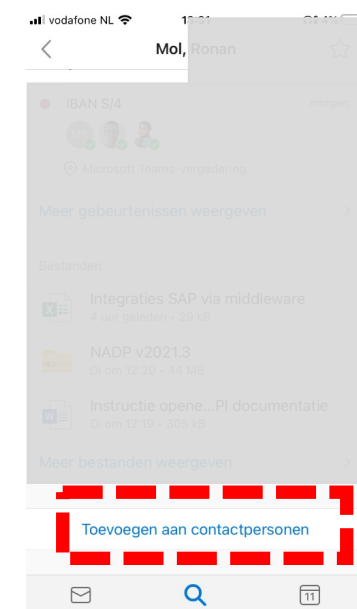 vodafone NL
Mol, Ronan
IBAN S/4
morgen
Microsoft Teams-vergadering
Meer gebeurtenissen weergeven
Bestanden
Integraties SAP via middleware
4 uur geleden - 29 kB
NADP v2021.3
Di om 12:20 - 44 MB
Instructie opene...PI documentatie
Di om 12:19 - 305 kB
Meer bestanden weergeven
Toevoegen aan contactpersonen
11